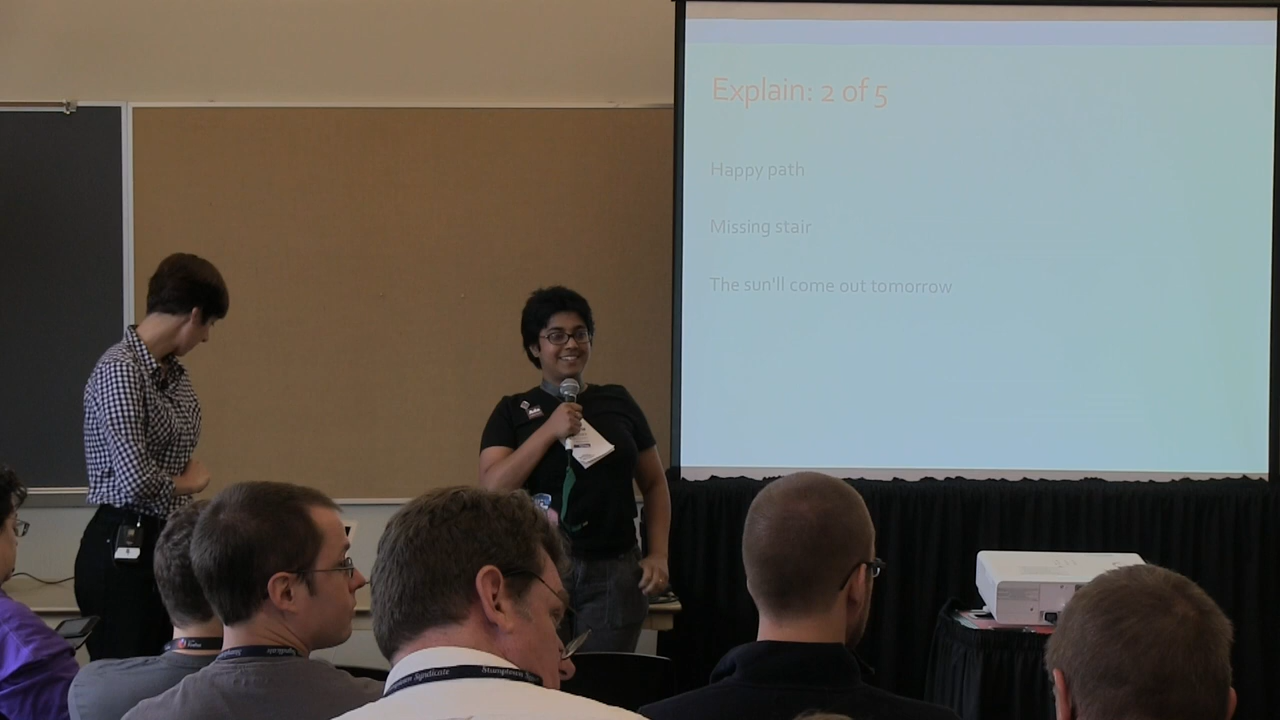 Explain: 2 of 5
Happy path
Missing stair
The sun'll come out tomorrow
Syndicate
Stumptown